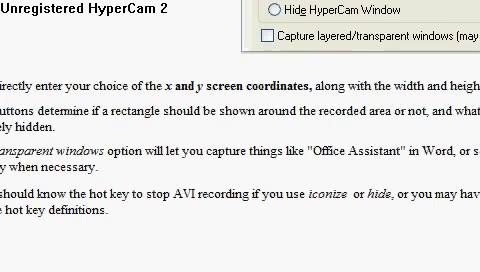 Unregistered HyperCam 2
Hide HyperCam Window
Capture layered/transparent windows (may
directly enter your choice of the x and y screen coordinates, along with the width and heigh
uttons determine if a rectangle should be shown around the recorded area or not, and what
ely hidden.
ansparent windows option will let you capture things like "Office Assistant" in Word, or s
y when necessary.
should know the hot key to stop AVI recording if you use iconize or hide, or you may hav
hot key definitions.